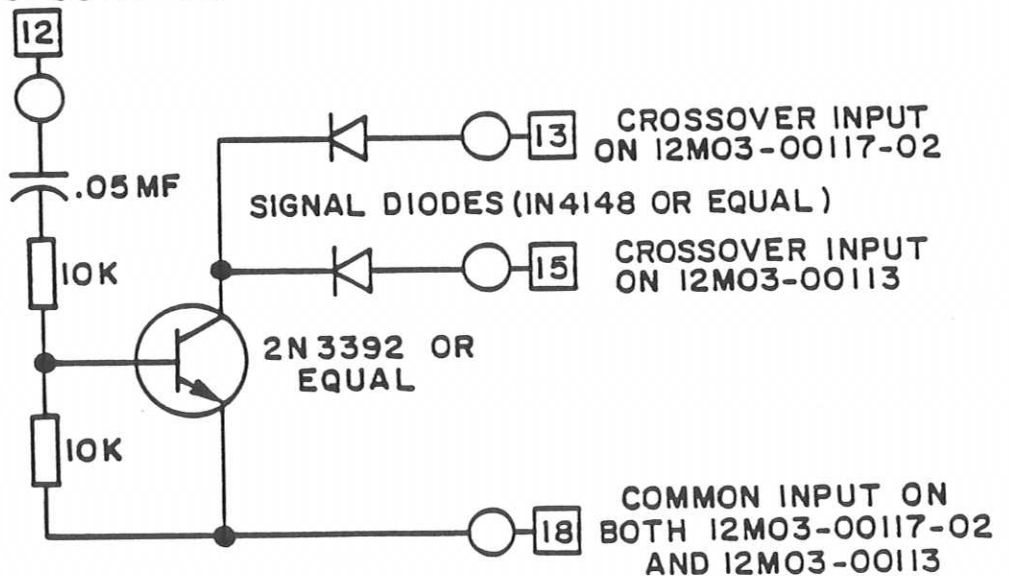 12
13
CROSSOVER INPUT
ON 12M03-00117-02
.05 MF
SIGNAL DIODES (IN4148 OR EQUAL)
10K
15
CROSSOVER INPUT
ON 12M03-00113
2N3392 OR
EQUAL
10K
18
COMMON INPUT ON
BOTH 12M03-00117-02
AND 12M03-00113